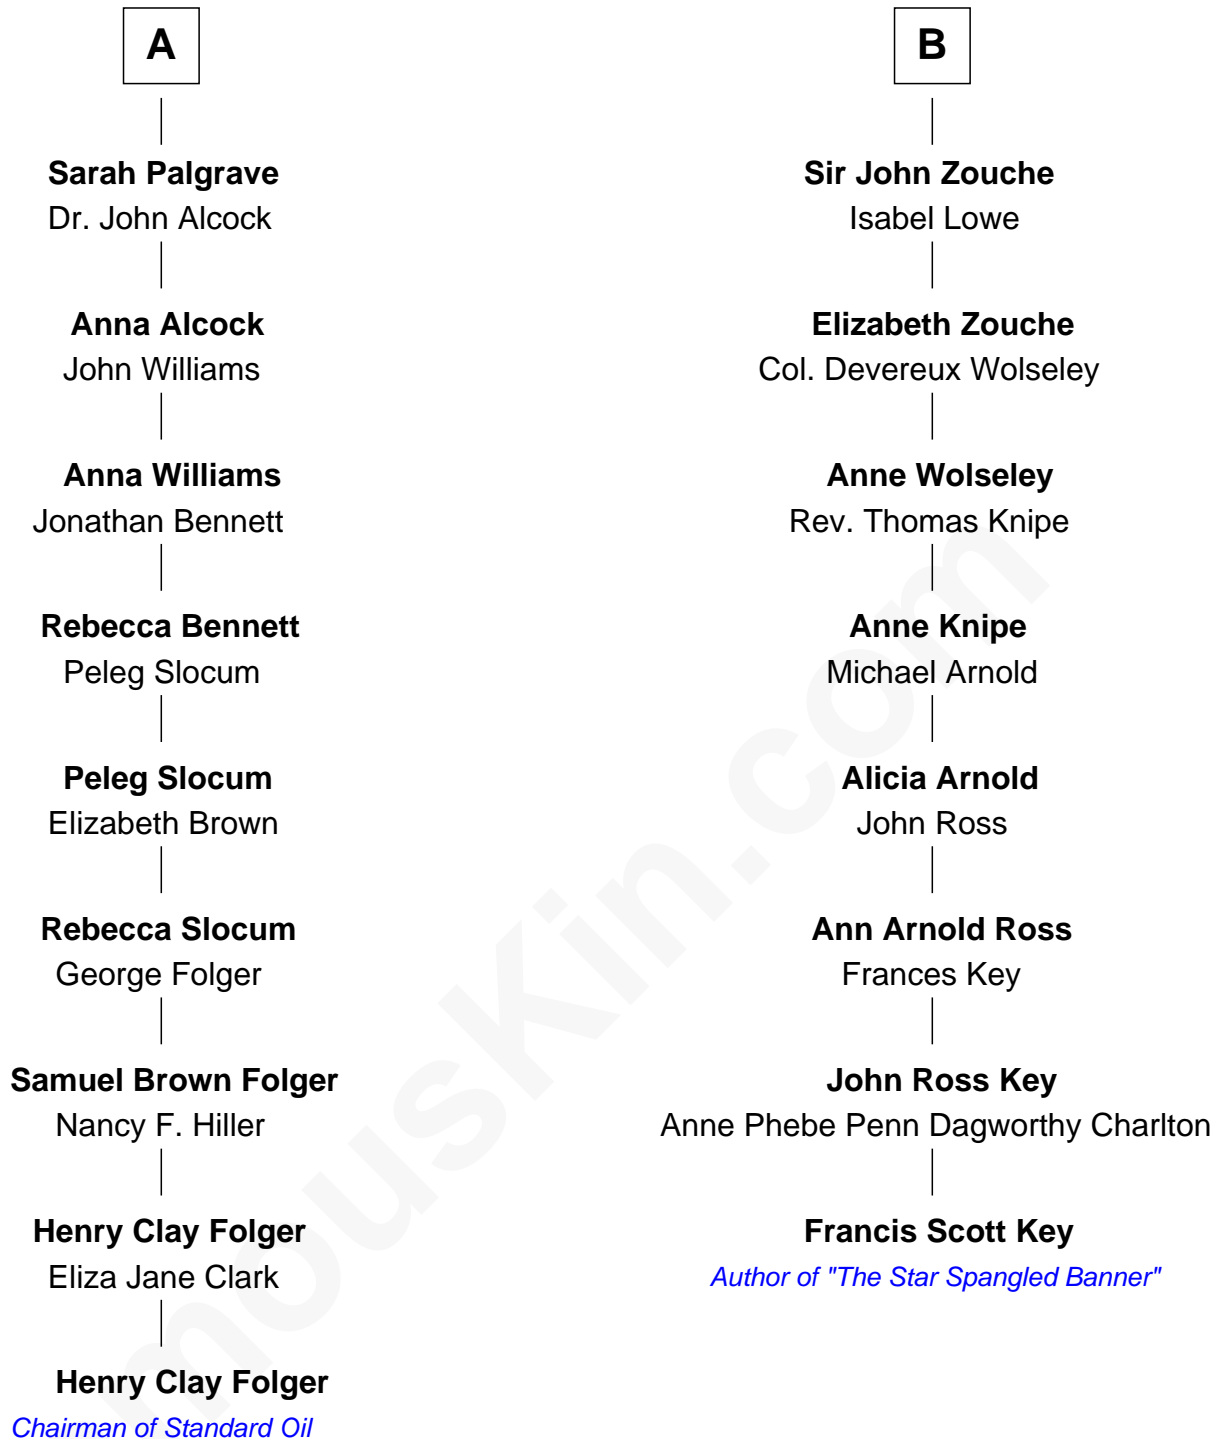 A
Sarah Palgrave
Dr. John Alcock
Anna Alcock
John Williams
Anna Williams
Jonathan Bennett
Rebecca Bennett
Peleg Slocum
Peleg Slocum
Elizabeth Brown
Rebecca Slocum
George Folger
Samuel Brown Folger
Nancy F. Hiller
Henry Clay Folger
Eliza Jane Clark
Henry Clay Folger
Chairman of Standard Oil
B
Sir John Zouche
Isabel Lowe
Elizabeth Zouche
Col. Devereux Wolseley
Anne Wolseley
Rev. Thomas Knipe
Anne Knipe
Michael Arnold
Alicia Arnold
John Ross
Ann Arnold Ross
Frances Key
John Ross Key
Anne Phebe Penn Dagworthy Charlton
Francis Scott Key
Author of "The Star Spangled Banner"
mouskin.com